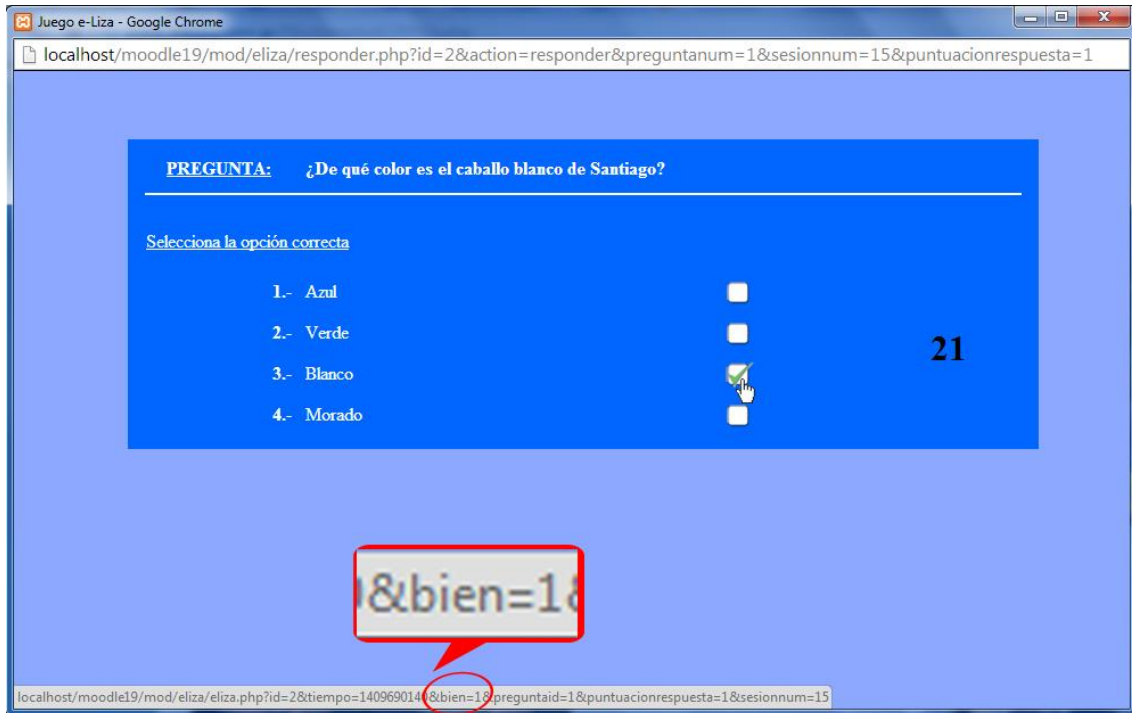 Juego e-Liza - Google Chrome
localhost/moodle19/mod/eliza/responder.php?id=2&action=responder&preguntanum=1&sesionnum=15&puntuacionrespuesta=1
PREGUNTA: ¿De qué color es el caballo blanco de Santiago?
Selecciona la opción correcta
1.- Azul
2.- Verde
21
3.- Blanco
4.- Morado
&bien=1&
localhost/moodle19/mod/eliza/eliza.php?id=2&tiempo=1409690140&bien=1&preguntaid=1&puntuacionrespuesta=1&sesionnum=15